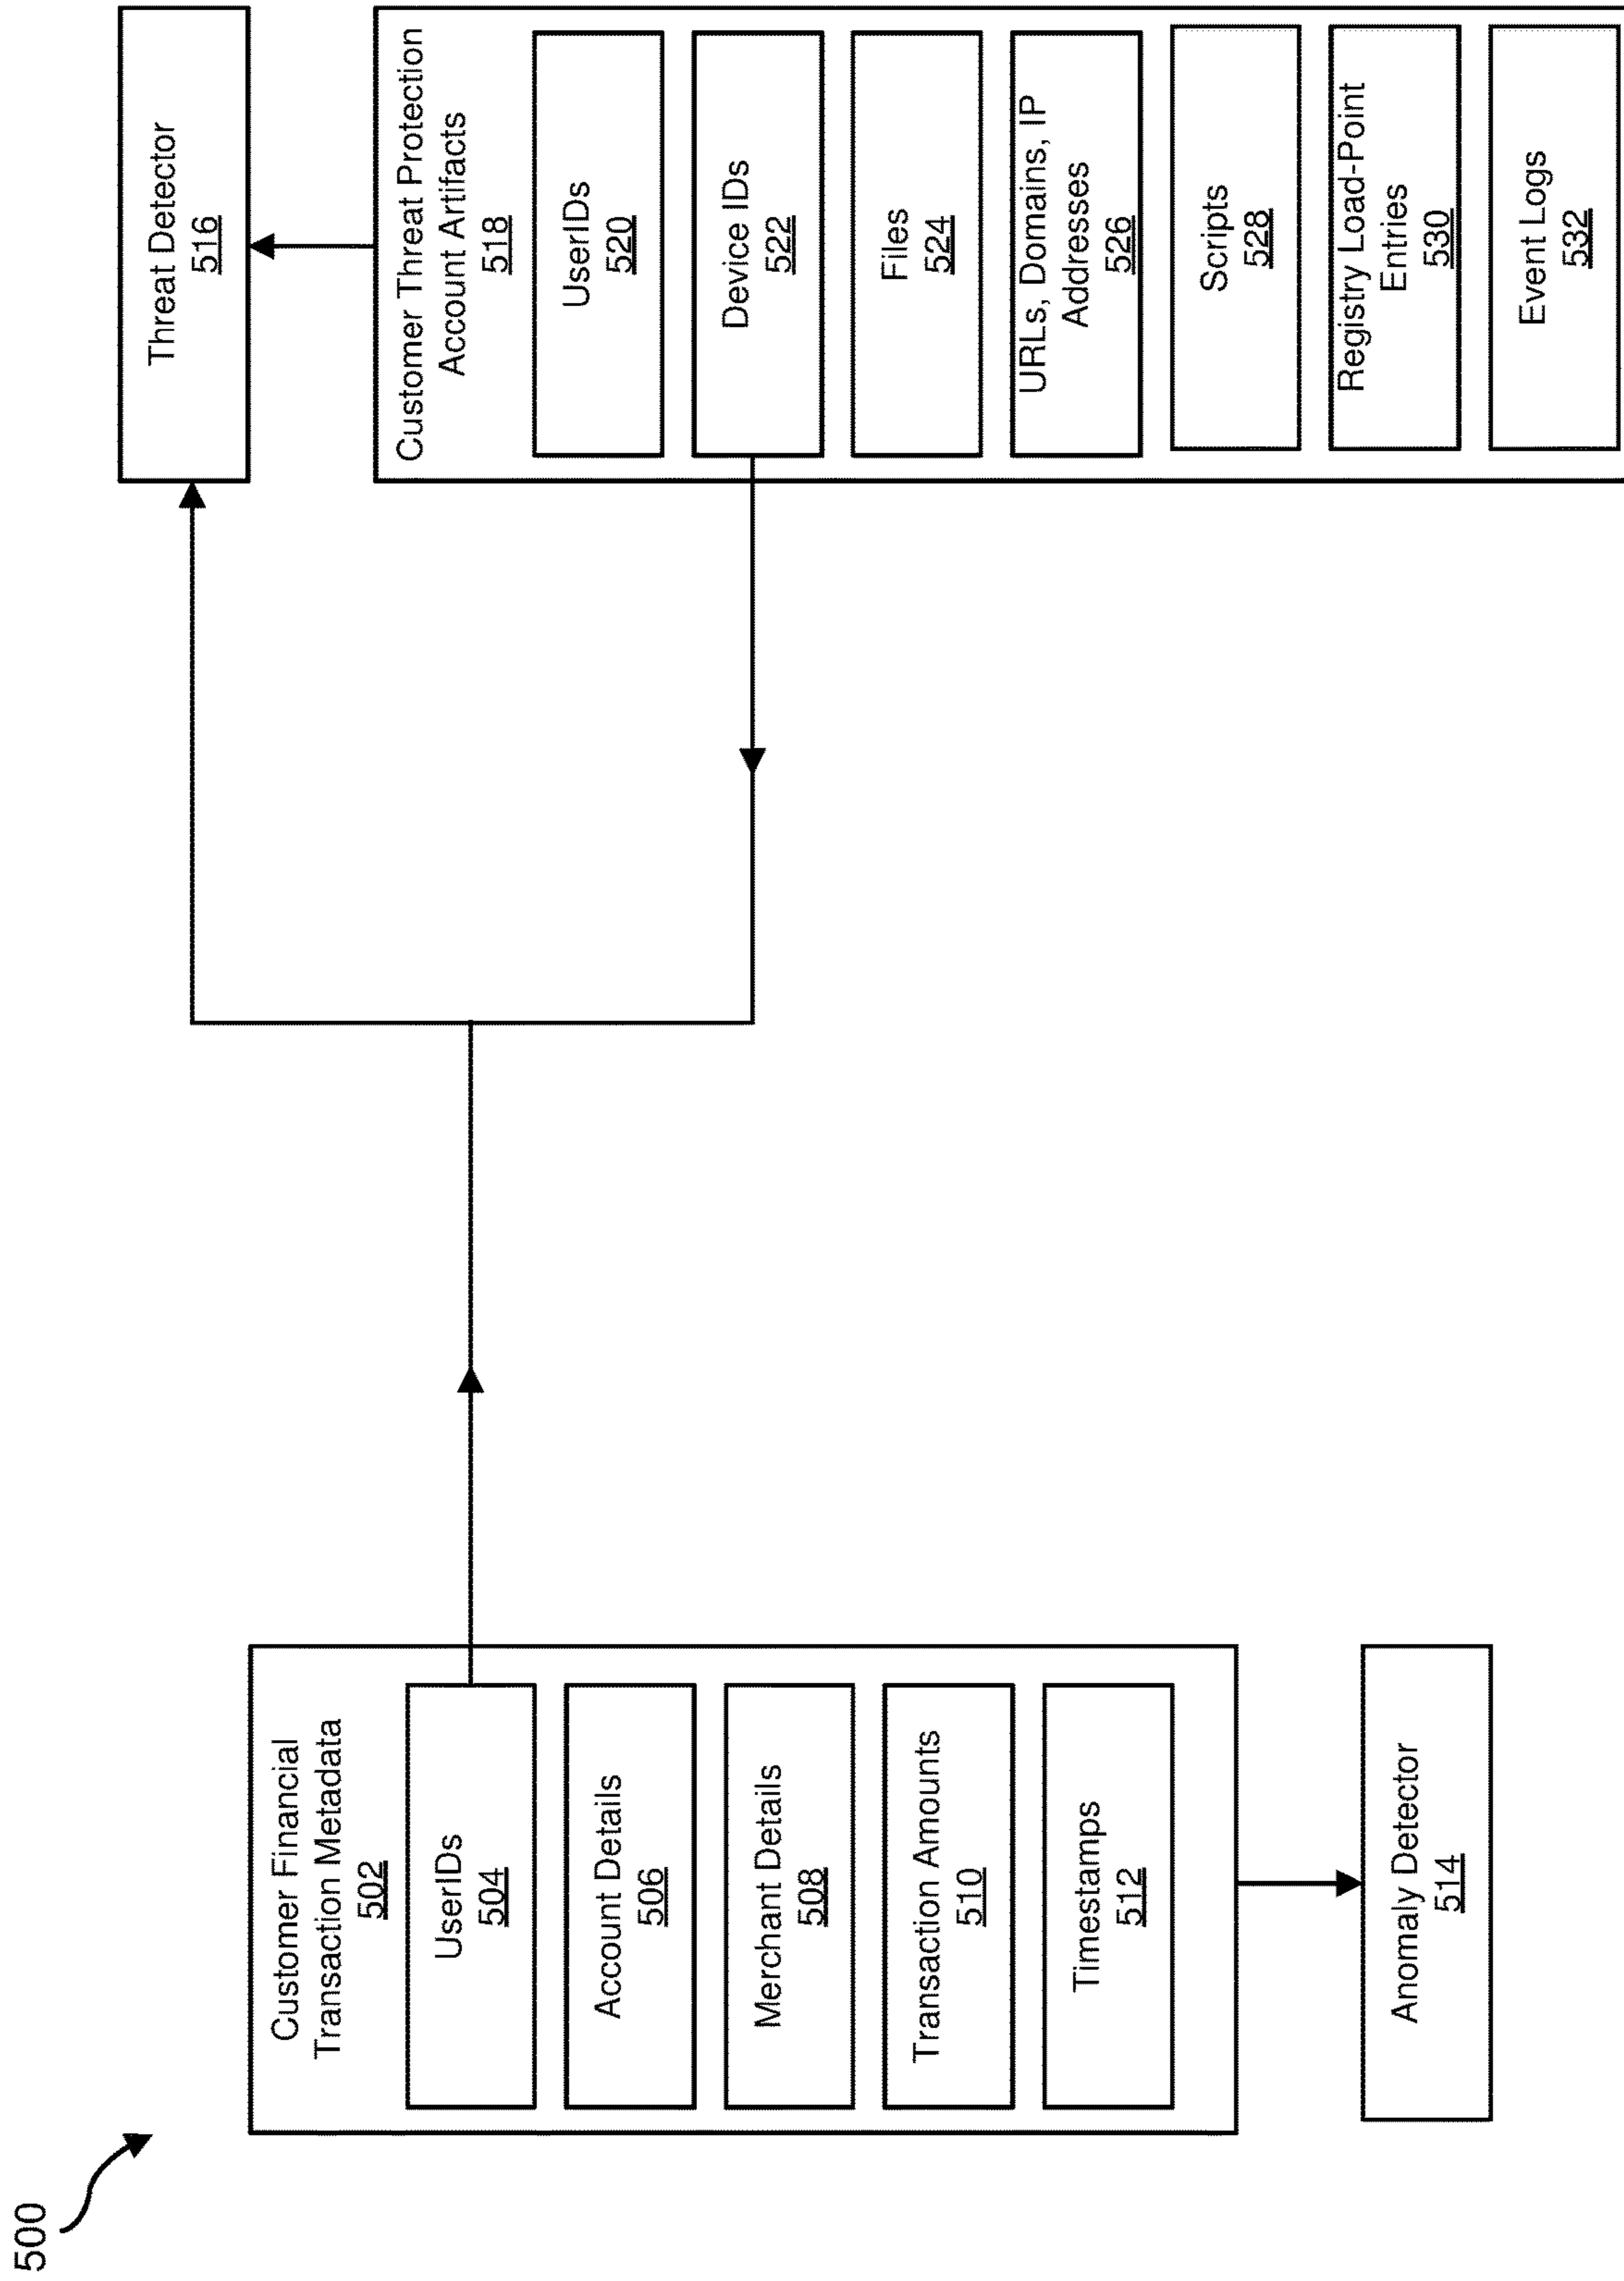 500
Customer Financial
Transaction Metadata
502
UserIDs
504
Account Details
506
Merchant Details
508
Transaction Amounts
510
Timestamps
512
Anomaly Detector
514
Threat Detector
516
Customer Threat Protection
Account Artifacts
518
UserIDs
520
Device IDs
522
Files
524
URLs, Domains, IP
Addresses
526
Scripts
528
Registry Load-Point
Entries
530
Event Logs
532